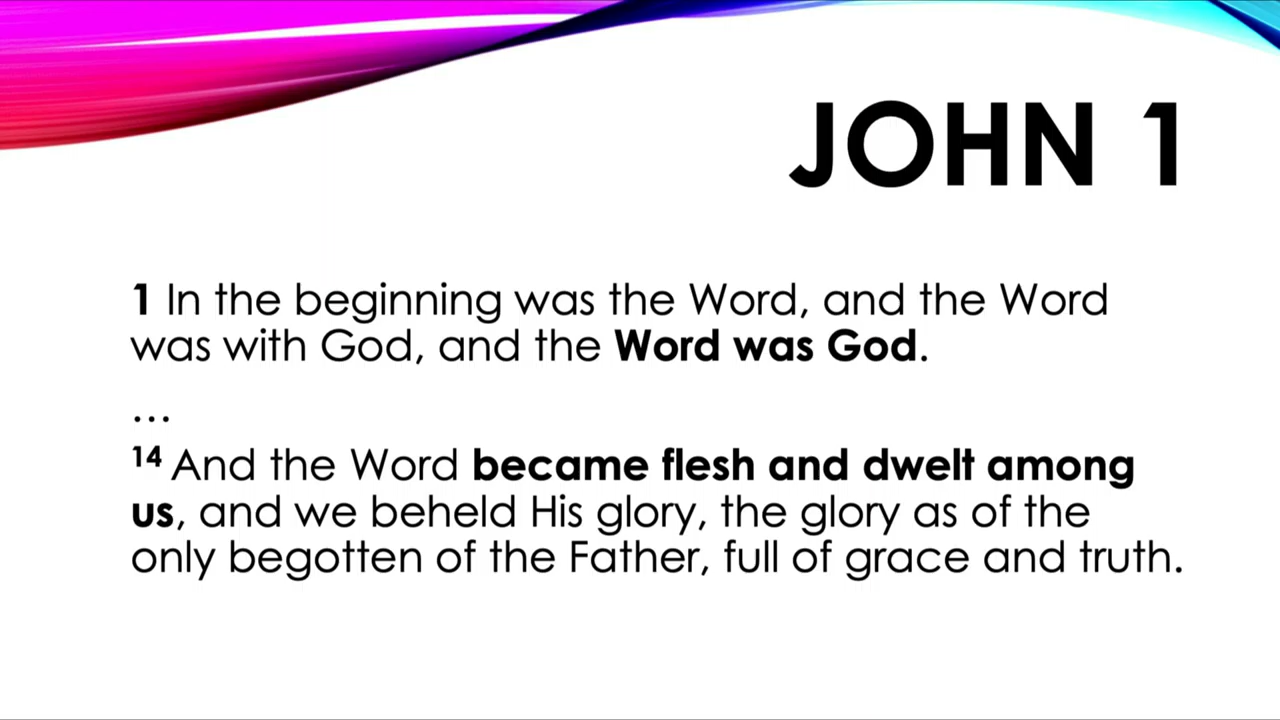 JOHN 1
1 In the beginning was the Word, and the Word
was with God, and the Word was God.
…
14 And the Word became flesh and dwelt among
us, and we beheld His glory, the glory as of the
only begotten of the Father, full of grace and truth.